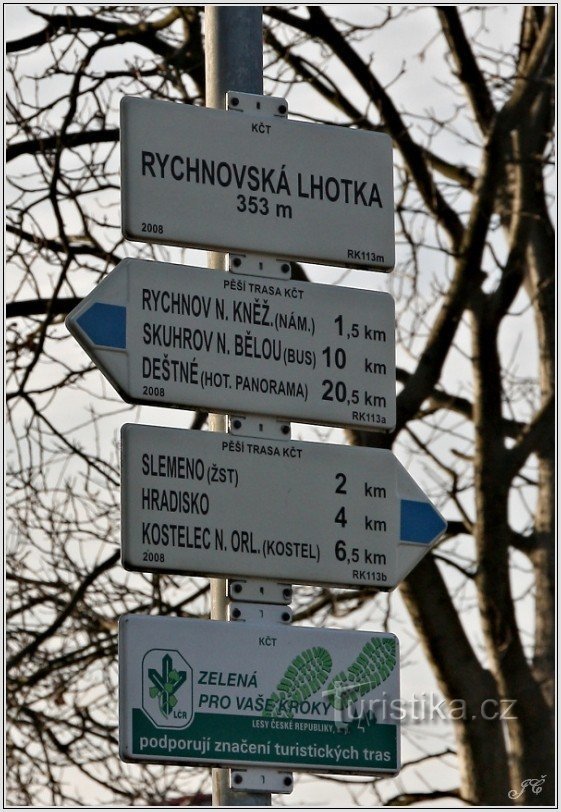 KČT
RYCHNOVSKÁ LHOTKA
353 m
2008 RK113m
PĚŠÍ TRASA KČT
RYCHNOV N. KNĚŽ. (NÁM.) 1,5 km
SKUHROV N. BĚLOU (BUS) 10 km
DEŠTNÉ (HOT. PANORAMA) 20,5 km
2008 RK113a
PĚŠÍ TRASA KČT
SLEMENO (ŽST) 2 km
HRADISKO 4 km
KOSTELEC N. ORL. (KOSTEL) 6,5 km
2008 RK113b
KČT
ZELENÁ
PRO VAŠE KROKY
LESY ČESKÉ REPUBLIKY,
LČR
podporují značení turistických tras
Turistika.cz
JČ